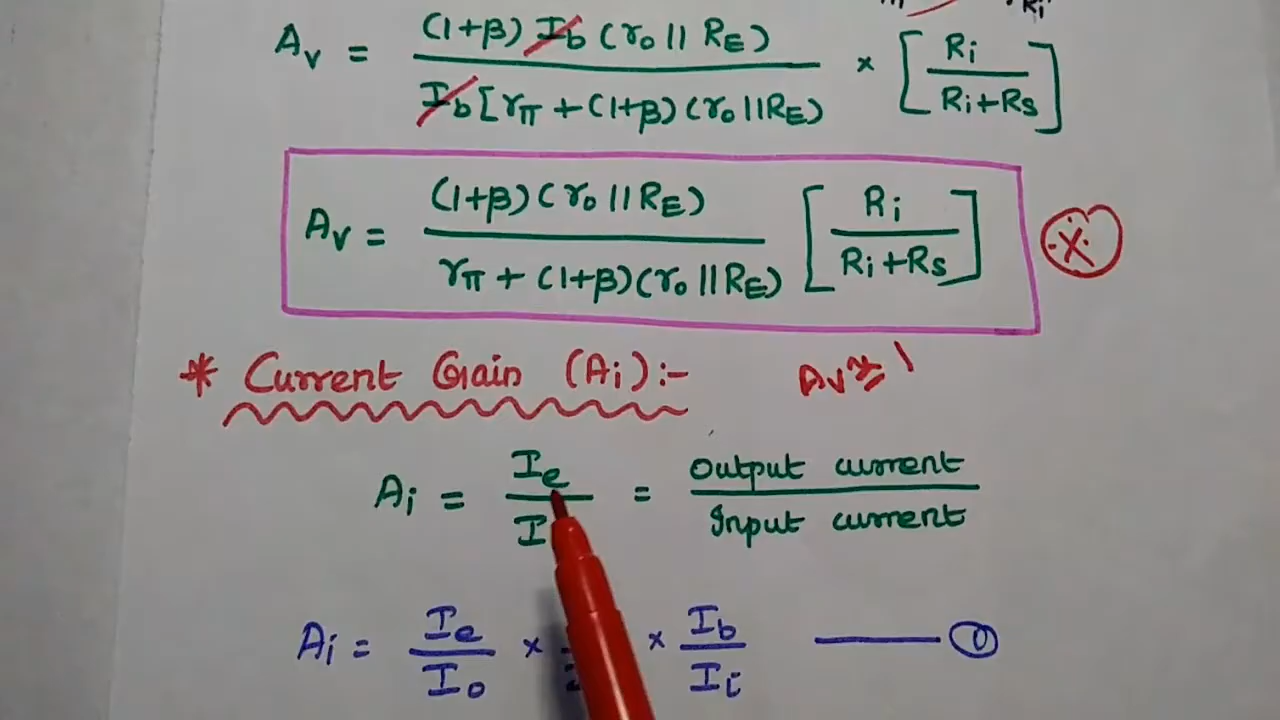 Av = (1+β) Ib (ro || RE) / Ib [rπ + (1+β) (ro || RE) × [Ri / Ri+Rs]
Av = (1+β) (ro || RE) / rπ + (1+β) (ro || RE) [Ri / Ri+Rs]
* Current Gain (Ai) :-
Av ≈ 1
Ai = Ie / I = Output current / Input current
Ai = Ie / Io × × Ib / Ii